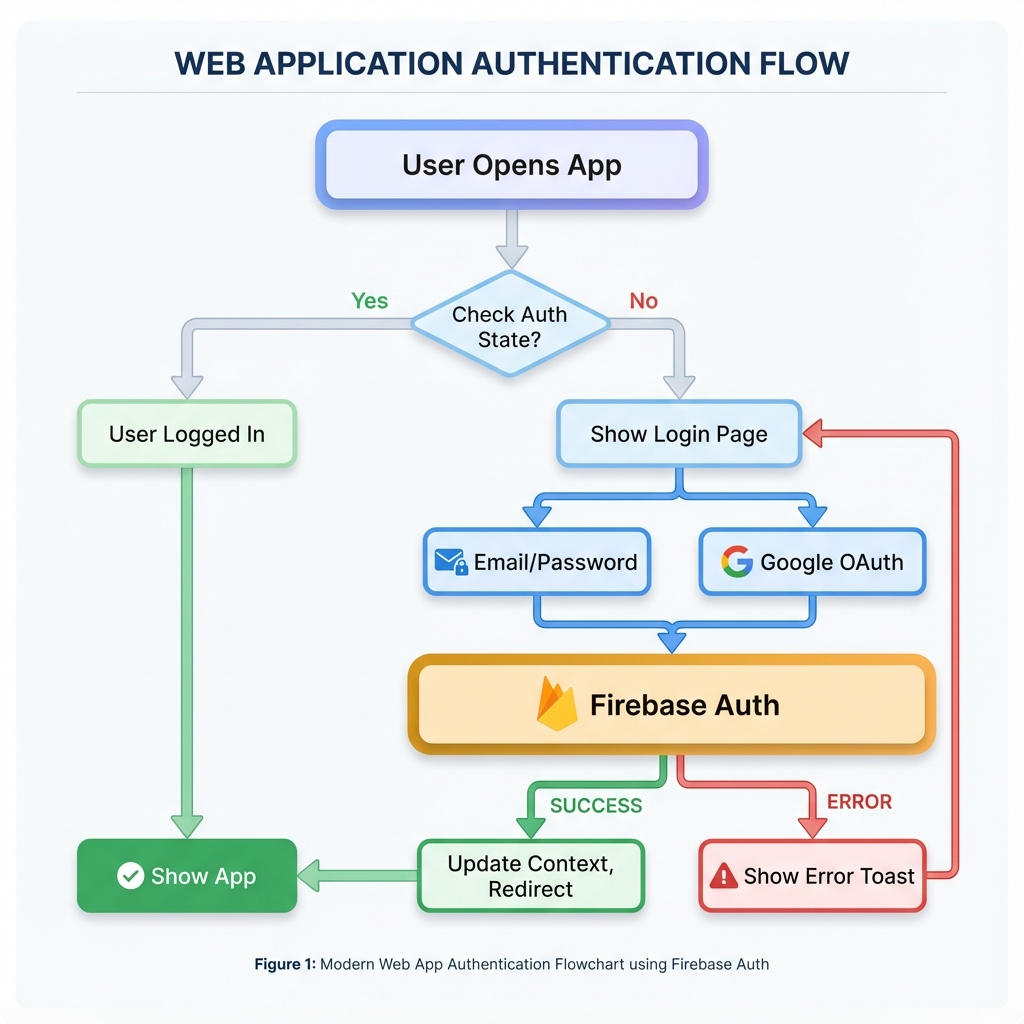 WEB APPLICATION AUTHENTICATION FLOW
User Opens App
Yes
No
Check Auth
State?
User Logged In
Show Login Page
Email/Password
Google OAuth
Firebase Auth
SUCCESS
ERROR
Show App
Update Context,
Redirect
Show Error Toast
Figure 1: Modern Web App Authentication Flowchart using Firebase Auth